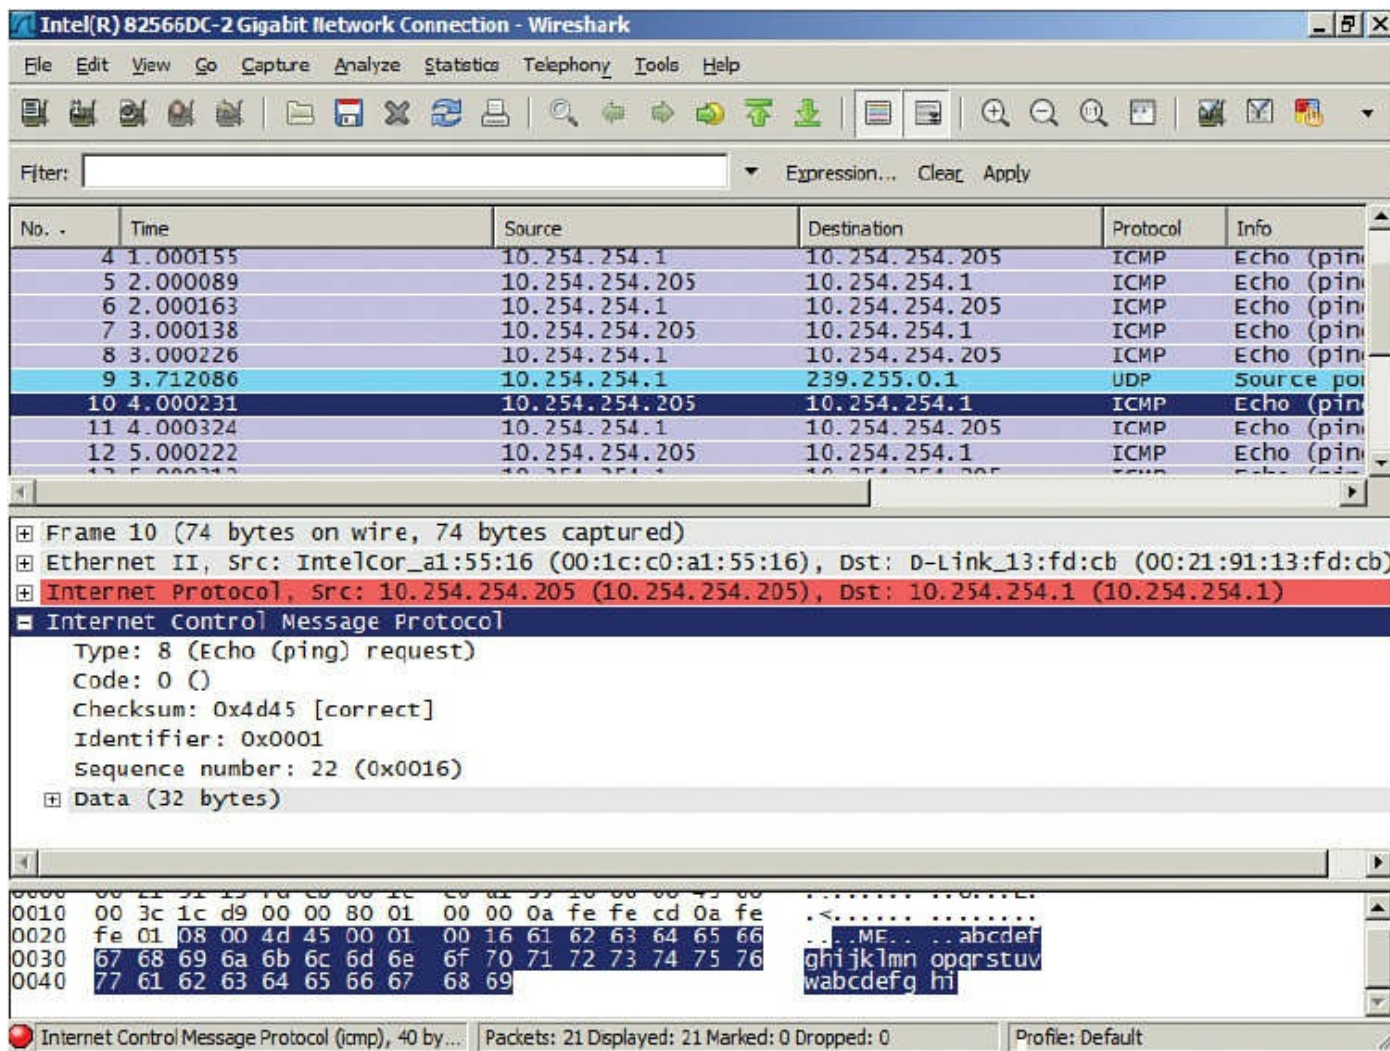 Intel(R) 82566DC-2 Gigabit Network Connection - Wireshark
File Edit View Go Capture Analyze Statistics Telephony Tools Help
Filter: Expression... Clear Apply
No. . Time Source Destination Protocol Info
4 1.000155 10.254.254.1 10.254.254.205 ICMP Echo (pin
5 2.000089 10.254.254.205 10.254.254.1 ICMP Echo (pin
6 2.000163 10.254.254.1 10.254.254.205 ICMP Echo (pin
7 3.000138 10.254.254.205 10.254.254.1 ICMP Echo (pin
8 3.000226 10.254.254.1 10.254.254.205 ICMP Echo (pin
9 3.712086 10.254.254.1 239.255.0.1 UDP Source por
10 4.000231 10.254.254.205 10.254.254.1 ICMP Echo (pin
11 4.000324 10.254.254.1 10.254.254.205 ICMP Echo (pin
12 5.000222 10.254.254.205 10.254.254.1 ICMP Echo (pin
Frame 10 (74 bytes on wire, 74 bytes captured)
Ethernet II, Src: IntelCor_a1:55:16 (00:1c:c0:a1:55:16), Dst: D-Link_13:fd:cb (00:21:91:13:fd:cb)
Internet Protocol, Src: 10.254.254.205 (10.254.254.205), Dst: 10.254.254.1 (10.254.254.1)
Internet Control Message Protocol
Type: 8 (Echo (ping) request)
Code: 0 ()
Checksum: 0x4d45 [correct]
Identifier: 0x0001
Sequence number: 22 (0x0016)
Data (32 bytes)
0010 00 3c 1c d9 00 00 80 01 00 00 0a fe fe cd 0a fe .<...... ........
0020 fe 01 08 00 4d 45 00 01 00 16 61 62 63 64 65 66 ....ME.. ..abcdef
0030 67 68 69 6a 6b 6c 6d 6e 6f 70 71 72 73 74 75 76 ghijklmn opqrstuv
0040 77 61 62 63 64 65 66 67 68 69 wabcdefg hi
Internet Control Message Protocol (icmp), 40 by... Packets: 21 Displayed: 21 Marked: 0 Dropped: 0 Profile: Default